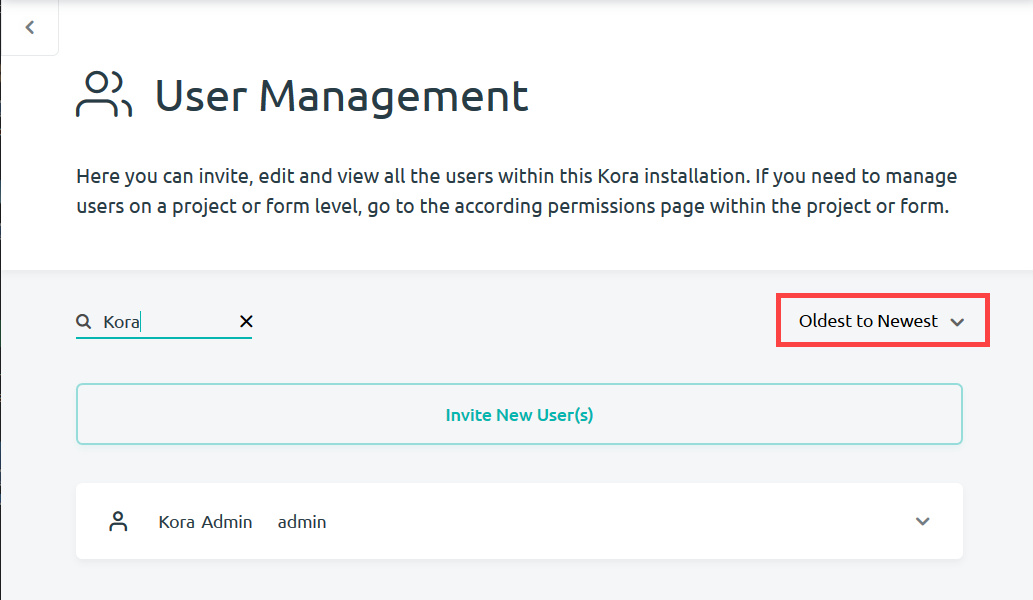 User Management
Here you can invite, edit and view all the users within this Kora installation. If you need to manage
users on a project or form level, go to the according permissions page within the project or form.
Kora
Oldest to Newest
Invite New User(s)
Kora Admin admin